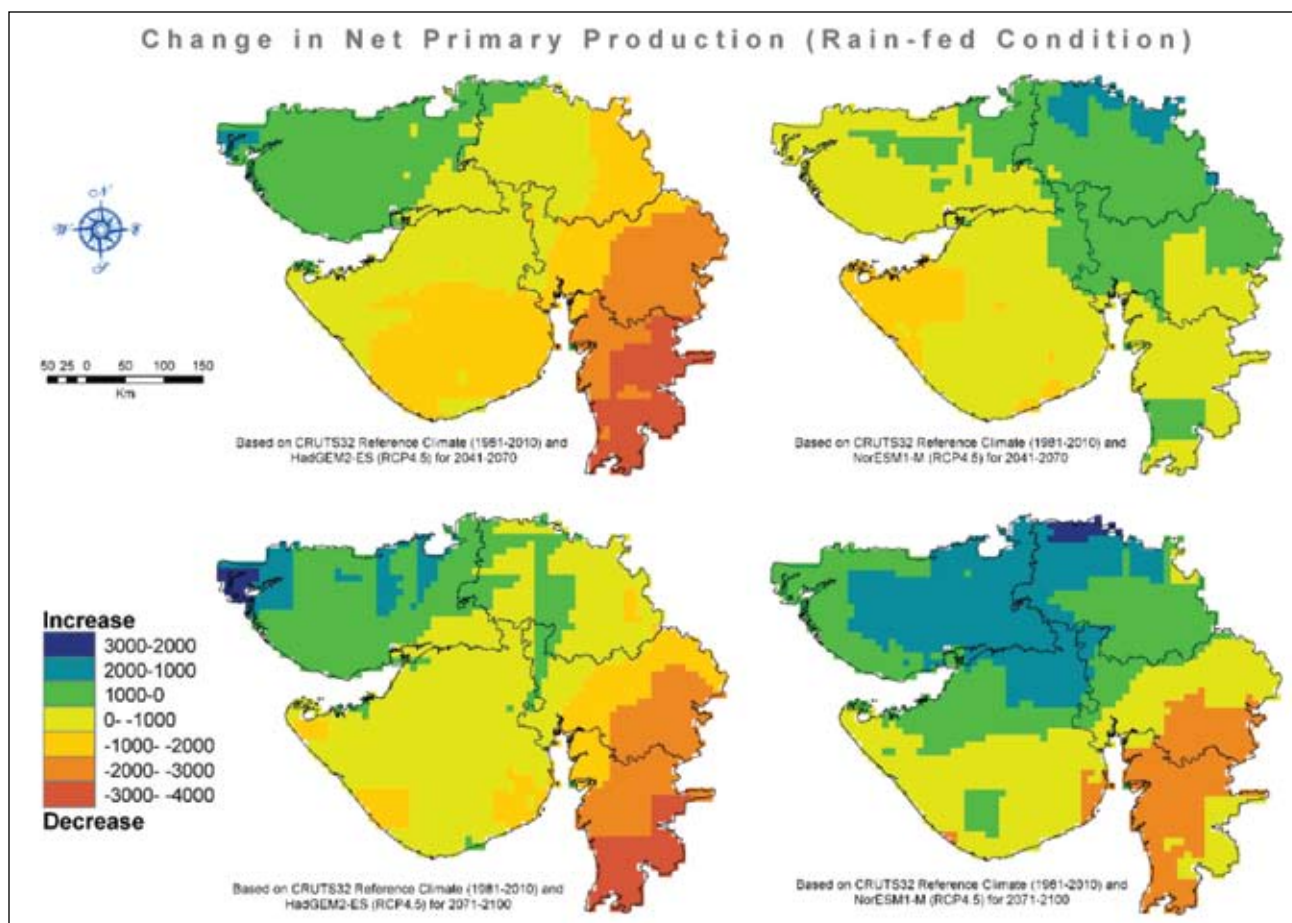 Change in Net Primary Production (Rain-fed Condition)
N
W E
S
50 25 0 50 100 150
Km
Based on CRUTS32 Reference Climate (1981-2010) and
HadGEM2-ES (RCP4.5) for 2041-2070
Based on CRUTS32 Reference Climate (1981-2010) and
NorESM1-M (RCP4.5) for 2041-2070
Increase
3000-2000
2000-1000
1000-0
0- -1000
-1000- -2000
-2000- -3000
-3000- -4000
Decrease
Based on CRUTS32 Reference Climate (1981-2010) and
HadGEM2-ES (RCP4.5) for 2071-2100
Based on CRUTS32 Reference Climate (1981-2010) and
NorESM1-M (RCP4.5) for 2071-2100